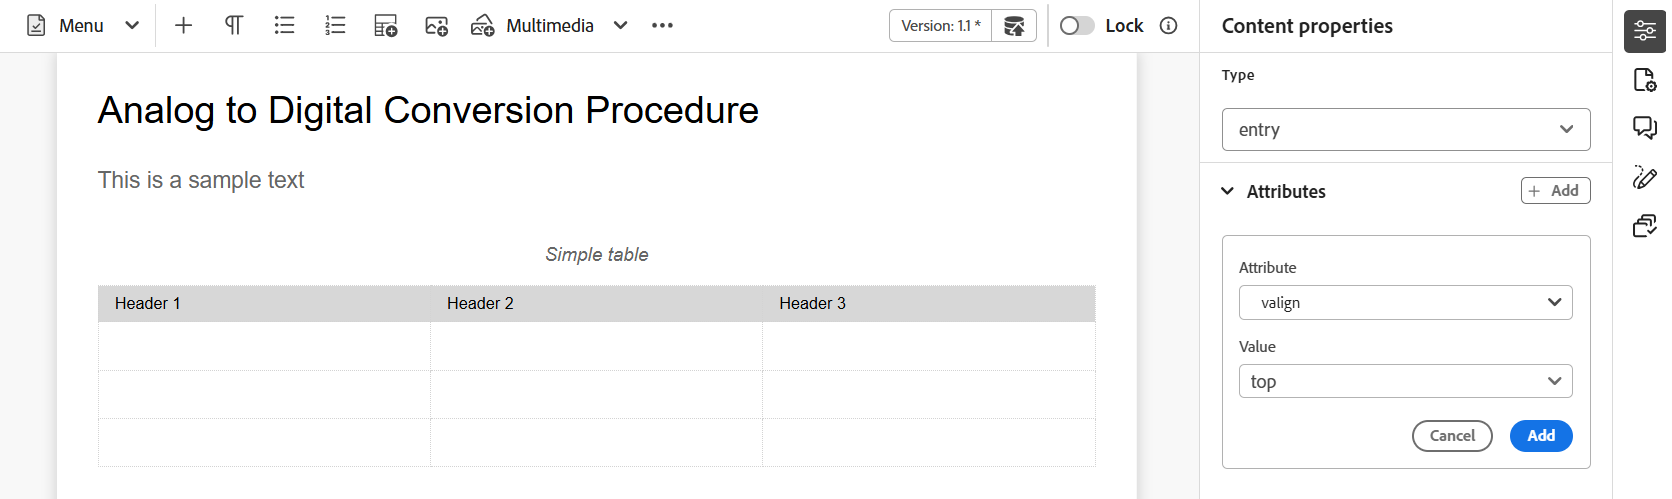 Menu
Multimedia
Version: 1.1 *
Lock
Content properties
Analog to Digital Conversion Procedure
This is a sample text
Simple table
Header 1 Header 2 Header 3
Type
entry
Attributes
+ Add
Attribute
valign
Value
top
Cancel Add